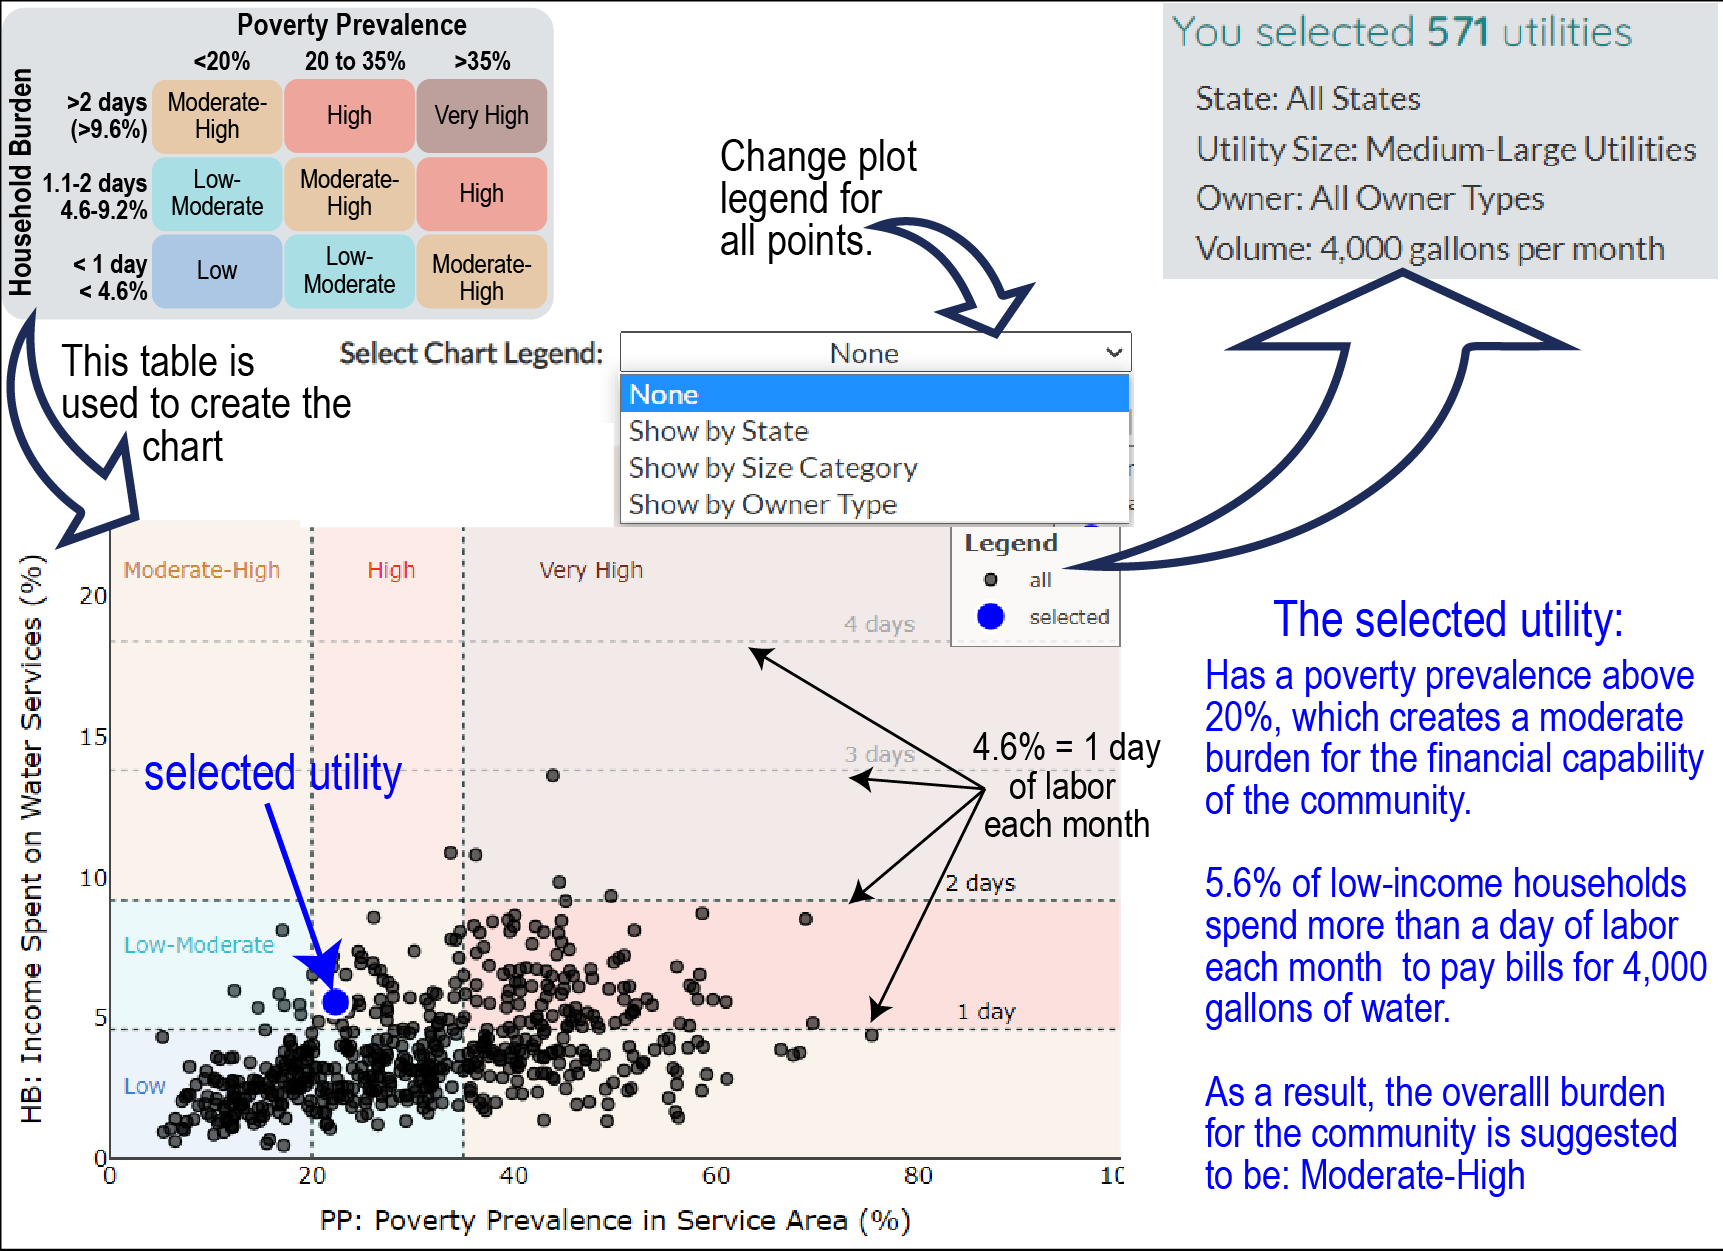 Poverty Prevalence
<20% 20 to 35% >35%
Household Burden
>2 days
(>9.6%)
Moderate-
High
High
Very High
1.1-2 days
4.6-9.2%
Low-
Moderate
Moderate-
High
High
< 1 day
< 4.6%
Low
Low-
Moderate
Moderate-
High
This table is
used to create the
chart
Change plot
legend for
all points.
Select Chart Legend:
None
None
Show by State
Show by Size Category
Show by Owner Type
You selected 571 utilities
State: All States
Utility Size: Medium-Large Utilities
Owner: All Owner Types
Volume: 4,000 gallons per month
HB: Income Spent on Water Services (%)
20
15
10
5
0
Moderate-High
High
Very High
Legend
all
selected
4 days
3 days
2 days
1 day
4.6% = 1 day
of labor
each month
selected utility
Low-Moderate
Low
0 20 40 60 80 10
PP: Poverty Prevalence in Service Area (%)
The selected utility:
Has a poverty prevalence above
20%, which creates a moderate
burden for the financial capability
of the community.
5.6% of low-income households
spend more than a day of labor
each month to pay bills for 4,000
gallons of water.
As a result, the overalll burden
for the community is suggested
to be: Moderate-High